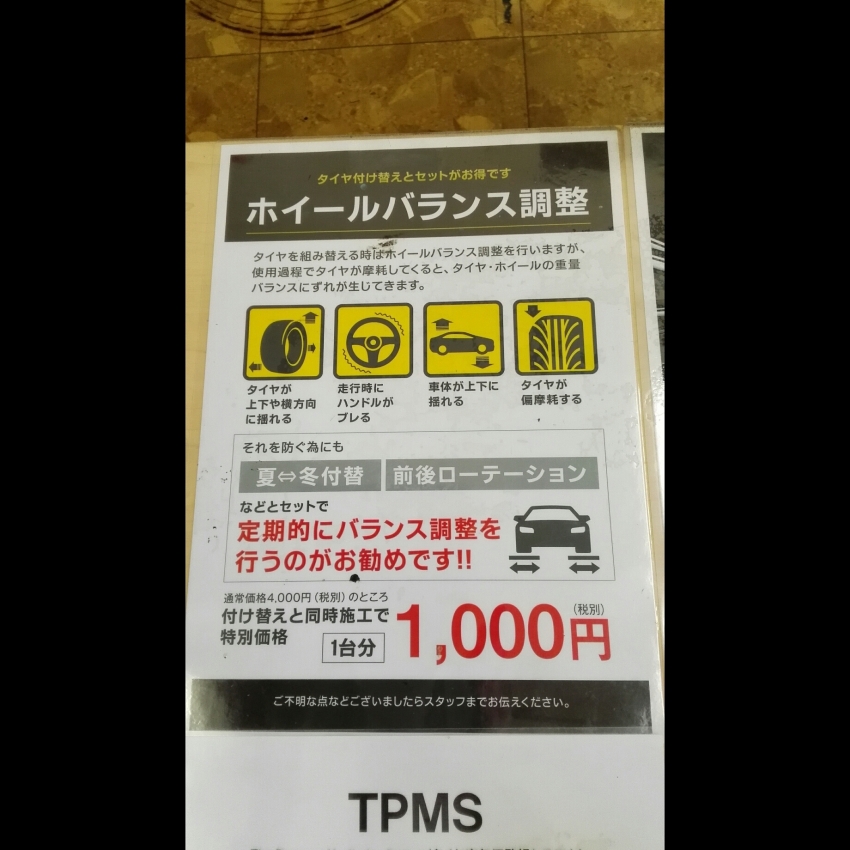 タイヤ付け替えとセットがお得です
ホイールバランス調整
タイヤを組み替える時はホイールバランス調整を行いますが、
使用過程でタイヤが摩耗してくると、タイヤ・ホイールの重量
バランスにずれが生じてきます。
タイヤが
上下や横方向
に揺れる
走行時に
ハンドルが
ブレる
車体が上下に
揺れる
タイヤが
偏摩耗する
それを防ぐ為にも
夏⇔冬付替
前後ローテーション
などとセットで
定期的にバランス調整を
行うのがお勧めです!!
通常価格4,000円(税別)のところ
付け替えと同時施工で
特別価格
1台分
1,000円
(税別)
ご不明な点などございましたらスタッフまでお伝えください。
TPMS